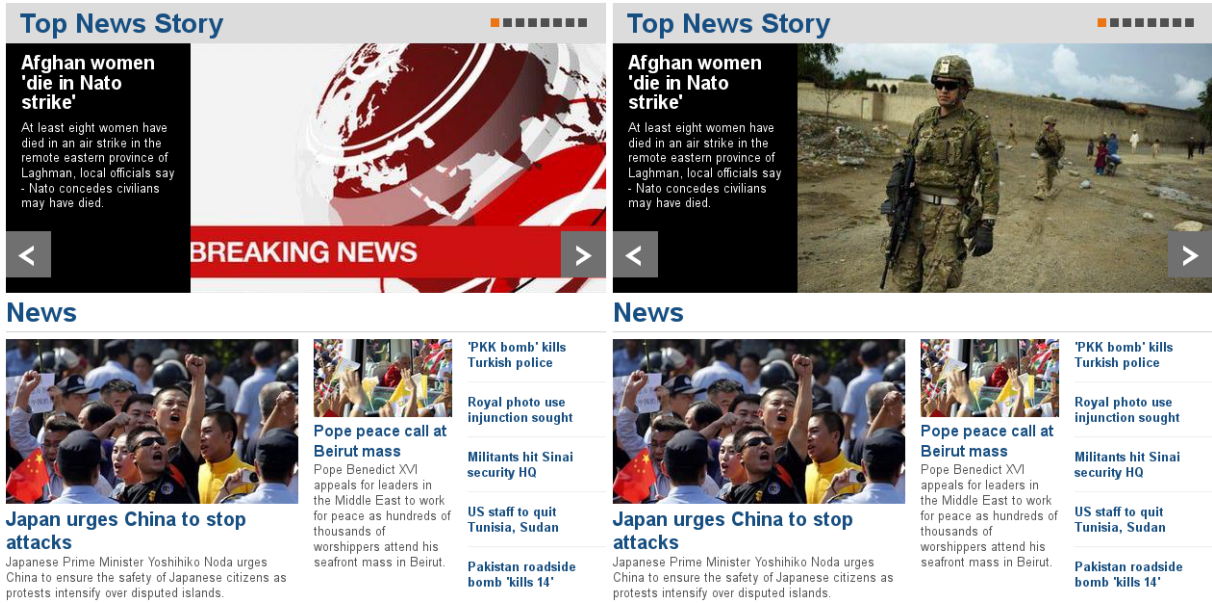 Top News Story
Afghan women
'die in Nato
strike'
At least eight women have
died in an air strike in the
remote eastern province of
Laghman, local officials say
- Nato concedes civilians
may have died.
<
BREAKING NEWS
>
News
Japan urges China to stop
attacks
Japanese Prime Minister Yoshihiko Noda urges
China to ensure the safety of Japanese citizens as
protests intensify over disputed islands.
Pope peace call at
Beirut mass
Pope Benedict XVI
appeals for leaders in
the Middle East to work
for peace as hundreds of
thousands of
worshippers attend his
seafront mass in Beirut.
'PKK bomb' kills
Turkish police
Royal photo use
injunction sought
Militants hit Sinai
security HQ
US staff to quit
Tunisia, Sudan
Pakistan roadside
bomb 'kills 14'
Top News Story
Afghan women
'die in Nato
strike'
At least eight women have
died in an air strike in the
remote eastern province of
Laghman, local officials say
- Nato concedes civilians
may have died.
<
>
News
Japan urges China to stop
attacks
Japanese Prime Minister Yoshihiko Noda urges
China to ensure the safety of Japanese citizens as
protests intensify over disputed islands.
Pope peace call at
Beirut mass
Pope Benedict XVI
appeals for leaders in
the Middle East to work
for peace as hundreds of
thousands of
worshippers attend his
seafront mass in Beirut.
'PKK bomb' kills
Turkish police
Royal photo use
injunction sought
Militants hit Sinai
security HQ
US staff to quit
Tunisia, Sudan
Pakistan roadside
bomb 'kills 14'